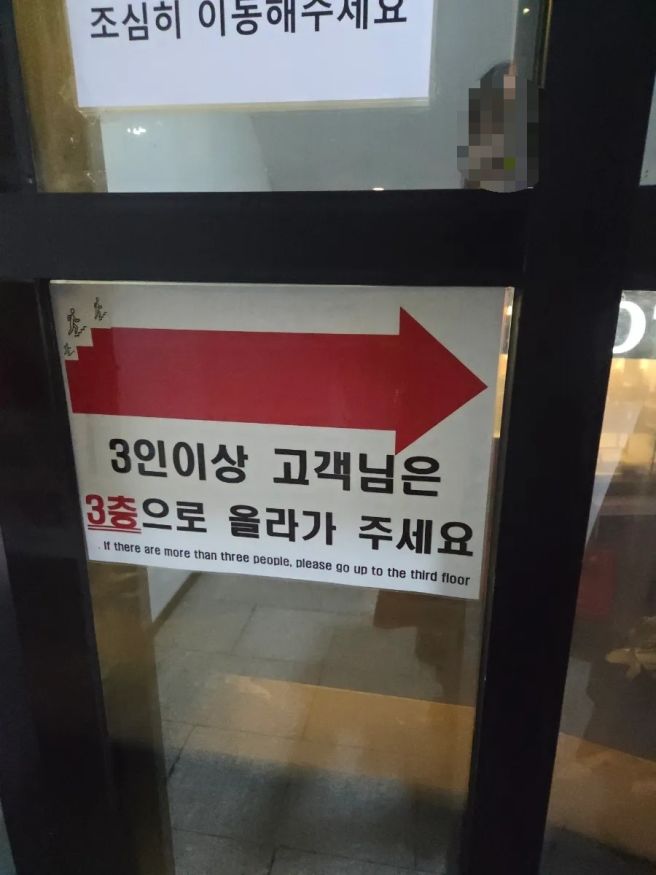 조심히 이동해주세요
3인이상 고객님은
3층으로 올라가 주세요
. If there are more than three people, please go up to the third floor